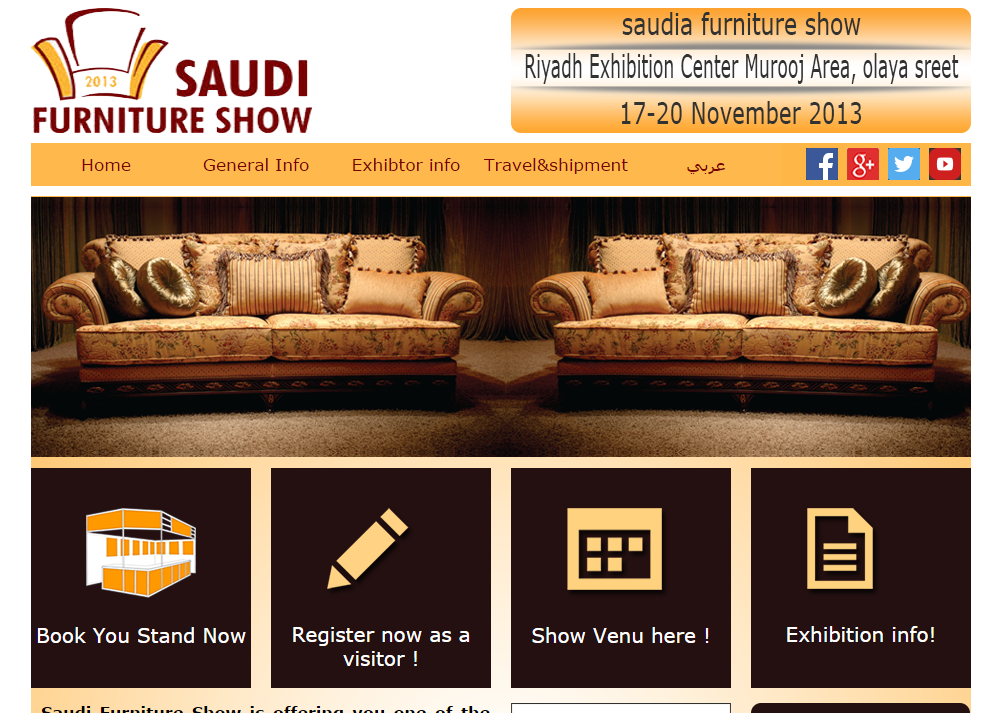 2013
SAUDI
FURNITURE SHOW
saudia furniture show
Riyadh Exhibition Center Murooj Area, olaya sreet
17-20 November 2013
Home General Info Exhibtor info Travel&shipment عربي
Book You Stand Now
Register now as a
visitor !
Show Venu here !
Exhibition info!
Saudi Furniture Show is offering you one of the